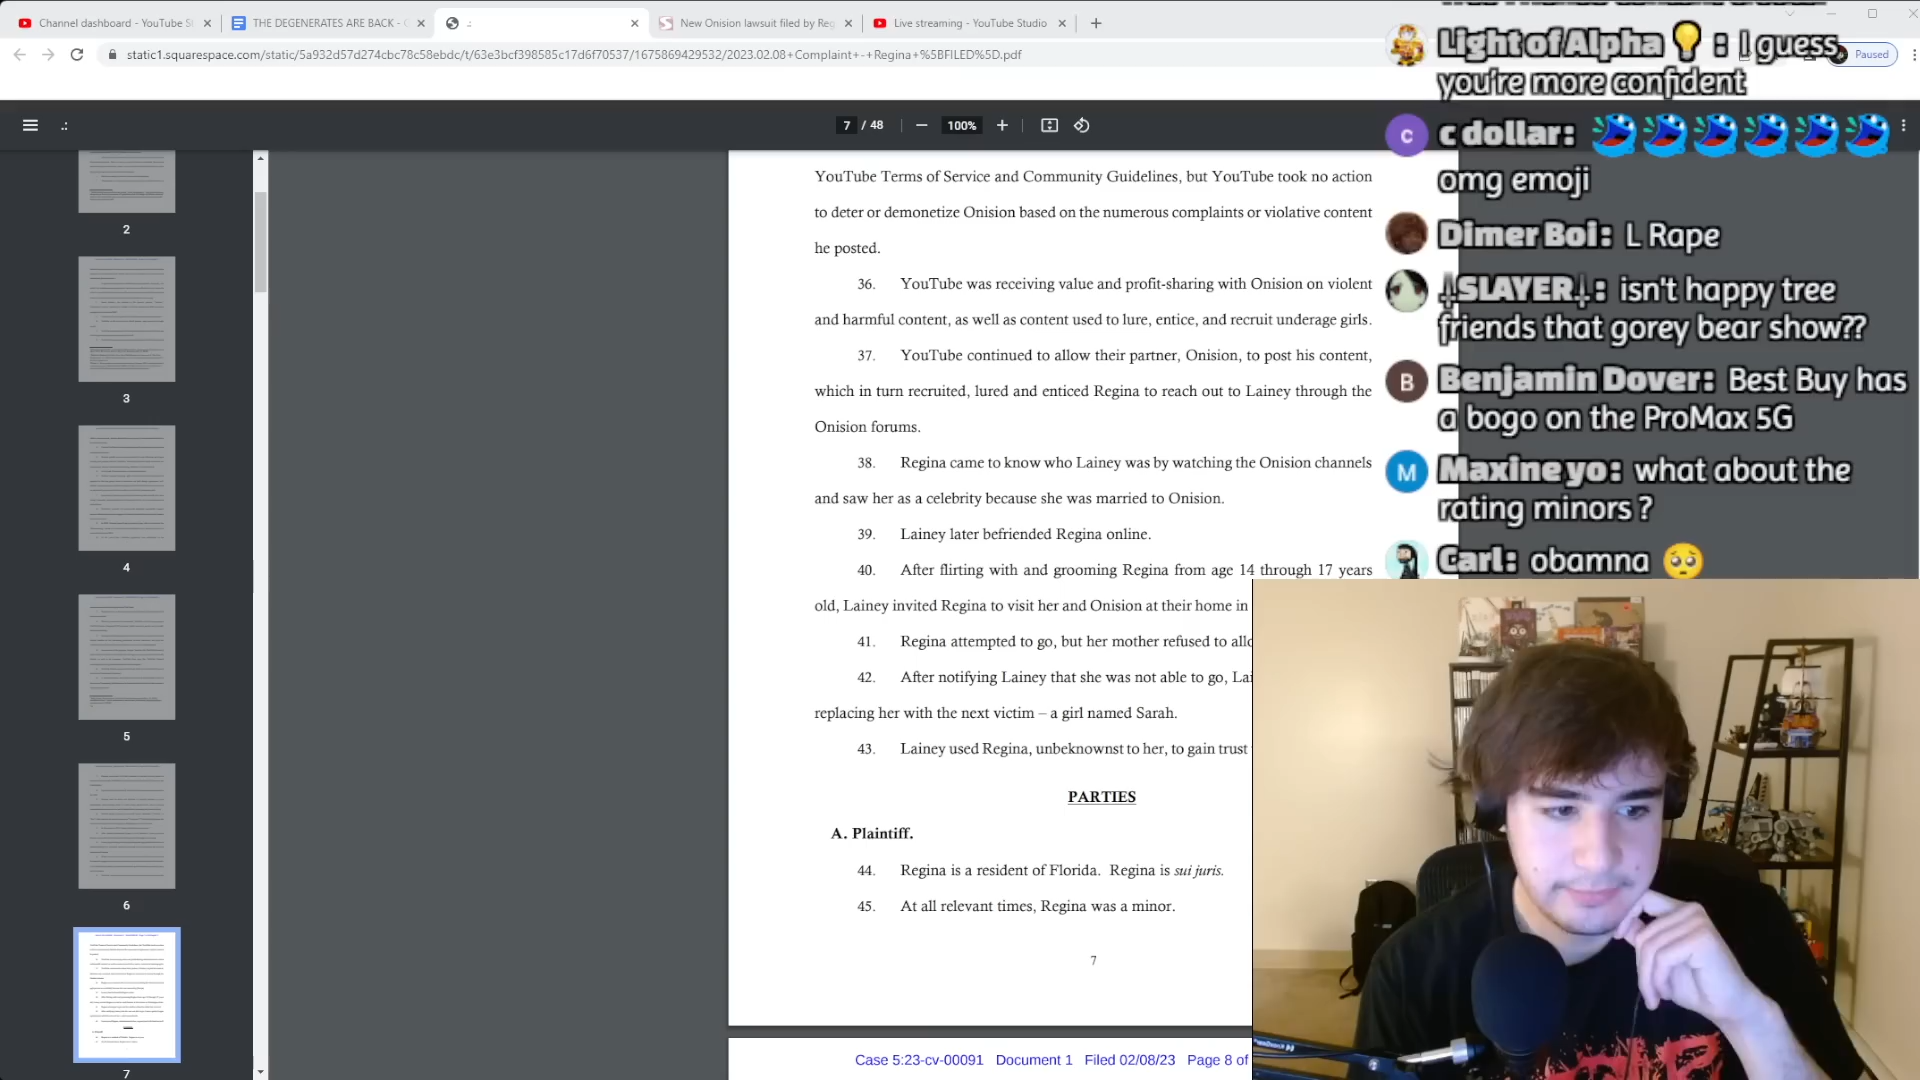 Channel dashboard - YouTube St
THE DEGENERATES ARE BACK - G
.:
New Onision lawsuit filed by Reg
Live streaming - YouTube Studio
static1.squarespace.com/static/5a932d57d274cbc78c58ebdc/t/63e3bcf398585c17d6f70537/1675869429532/2023.02.08+Complaint+-+Regina+%5BFILED%5D.pdf
Paused
.:
7 / 48
100%
2
3
4
5
6
7
YouTube Terms of Service and Community Guidelines, but YouTube took no action
to deter or demonetize Onision based on the numerous complaints or violative content
he posted.
36. YouTube was receiving value and profit-sharing with Onision on violent
and harmful content, as well as content used to lure, entice, and recruit underage girls.
37. YouTube continued to allow their partner, Onision, to post his content,
which in turn recruited, lured and enticed Regina to reach out to Lainey through the
Onision forums.
38. Regina came to know who Lainey was by watching the Onision channels
and saw her as a celebrity because she was married to Onision.
39. Lainey later befriended Regina online.
40. After flirting with and grooming Regina from age 14 through 17 years
old, Lainey invited Regina to visit her and Onision at their home in
41. Regina attempted to go, but her mother refused to allo
42. After notifying Lainey that she was not able to go, Lai
replacing her with the next victim – a girl named Sarah.
43. Lainey used Regina, unbeknownst to her, to gain trust
PARTIES
A. Plaintiff.
44. Regina is a resident of Florida. Regina is sui juris.
45. At all relevant times, Regina was a minor.
7
Case 5:23-cv-00091 Document 1 Filed 02/08/23 Page 8 of
Light of Alpha 💡: I guess
you're more confident
C
c dollar:
omg emoji
Dimer Boi: L Rape
⸸SLAYER⸸: isn't happy tree
friends that gorey bear show??
B
Benjamin Dover: Best Buy has
a bogo on the ProMax 5G
M
Maxine yo: what about the
rating minors ?
Carl: obamna 🥺